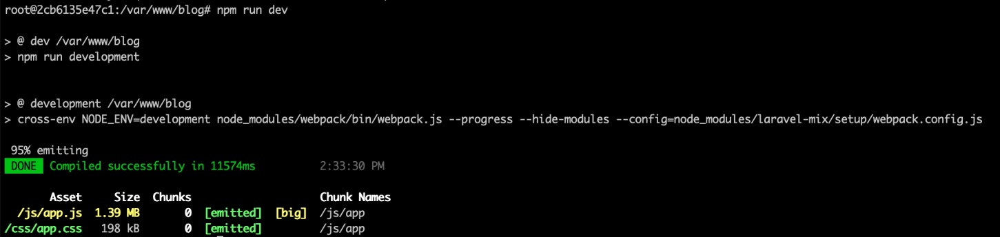 root@2cb6135e47c1:/var/www/blog# npm run dev
> @ dev /var/www/blog
> npm run development
> @ development /var/www/blog
> cross-env NODE_ENV=development node_modules/webpack/bin/webpack.js --progress --hide-modules --config=node_modules/laravel-mix/setup/webpack.config.js
95% emitting
DONE Compiled successfully in 11574ms 2:33:30 PM
Asset Size Chunks Chunk Names
/js/app.js 1.39 MB 0 [emitted] [big] /js/app
/css/app.css 198 kB 0 [emitted] /js/app